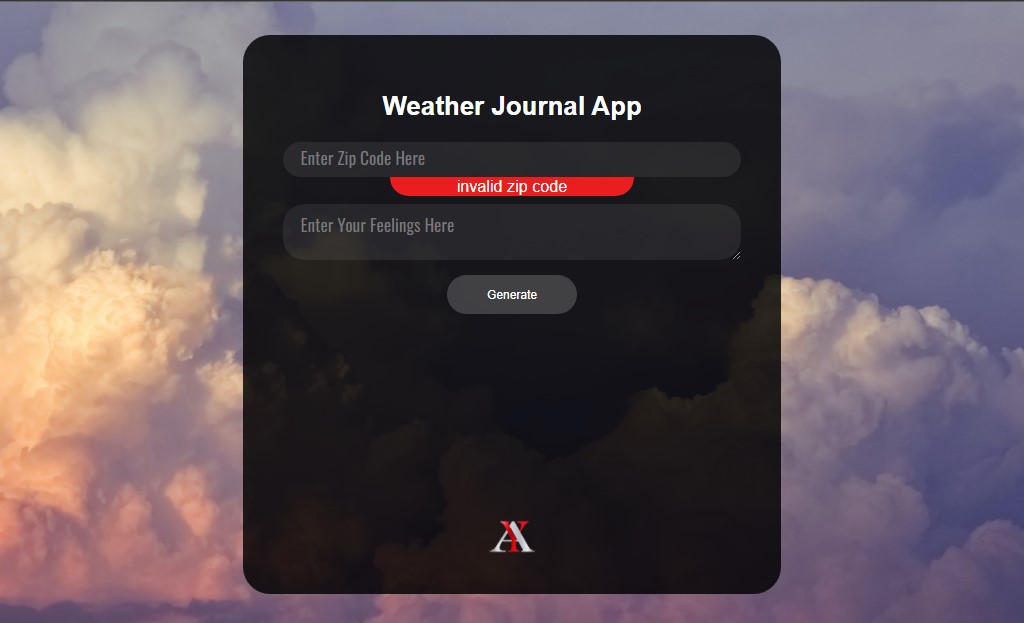 Weather Journal App
Enter Zip Code Here
invalid zip code
Enter Your Feelings Here
Generate
AX